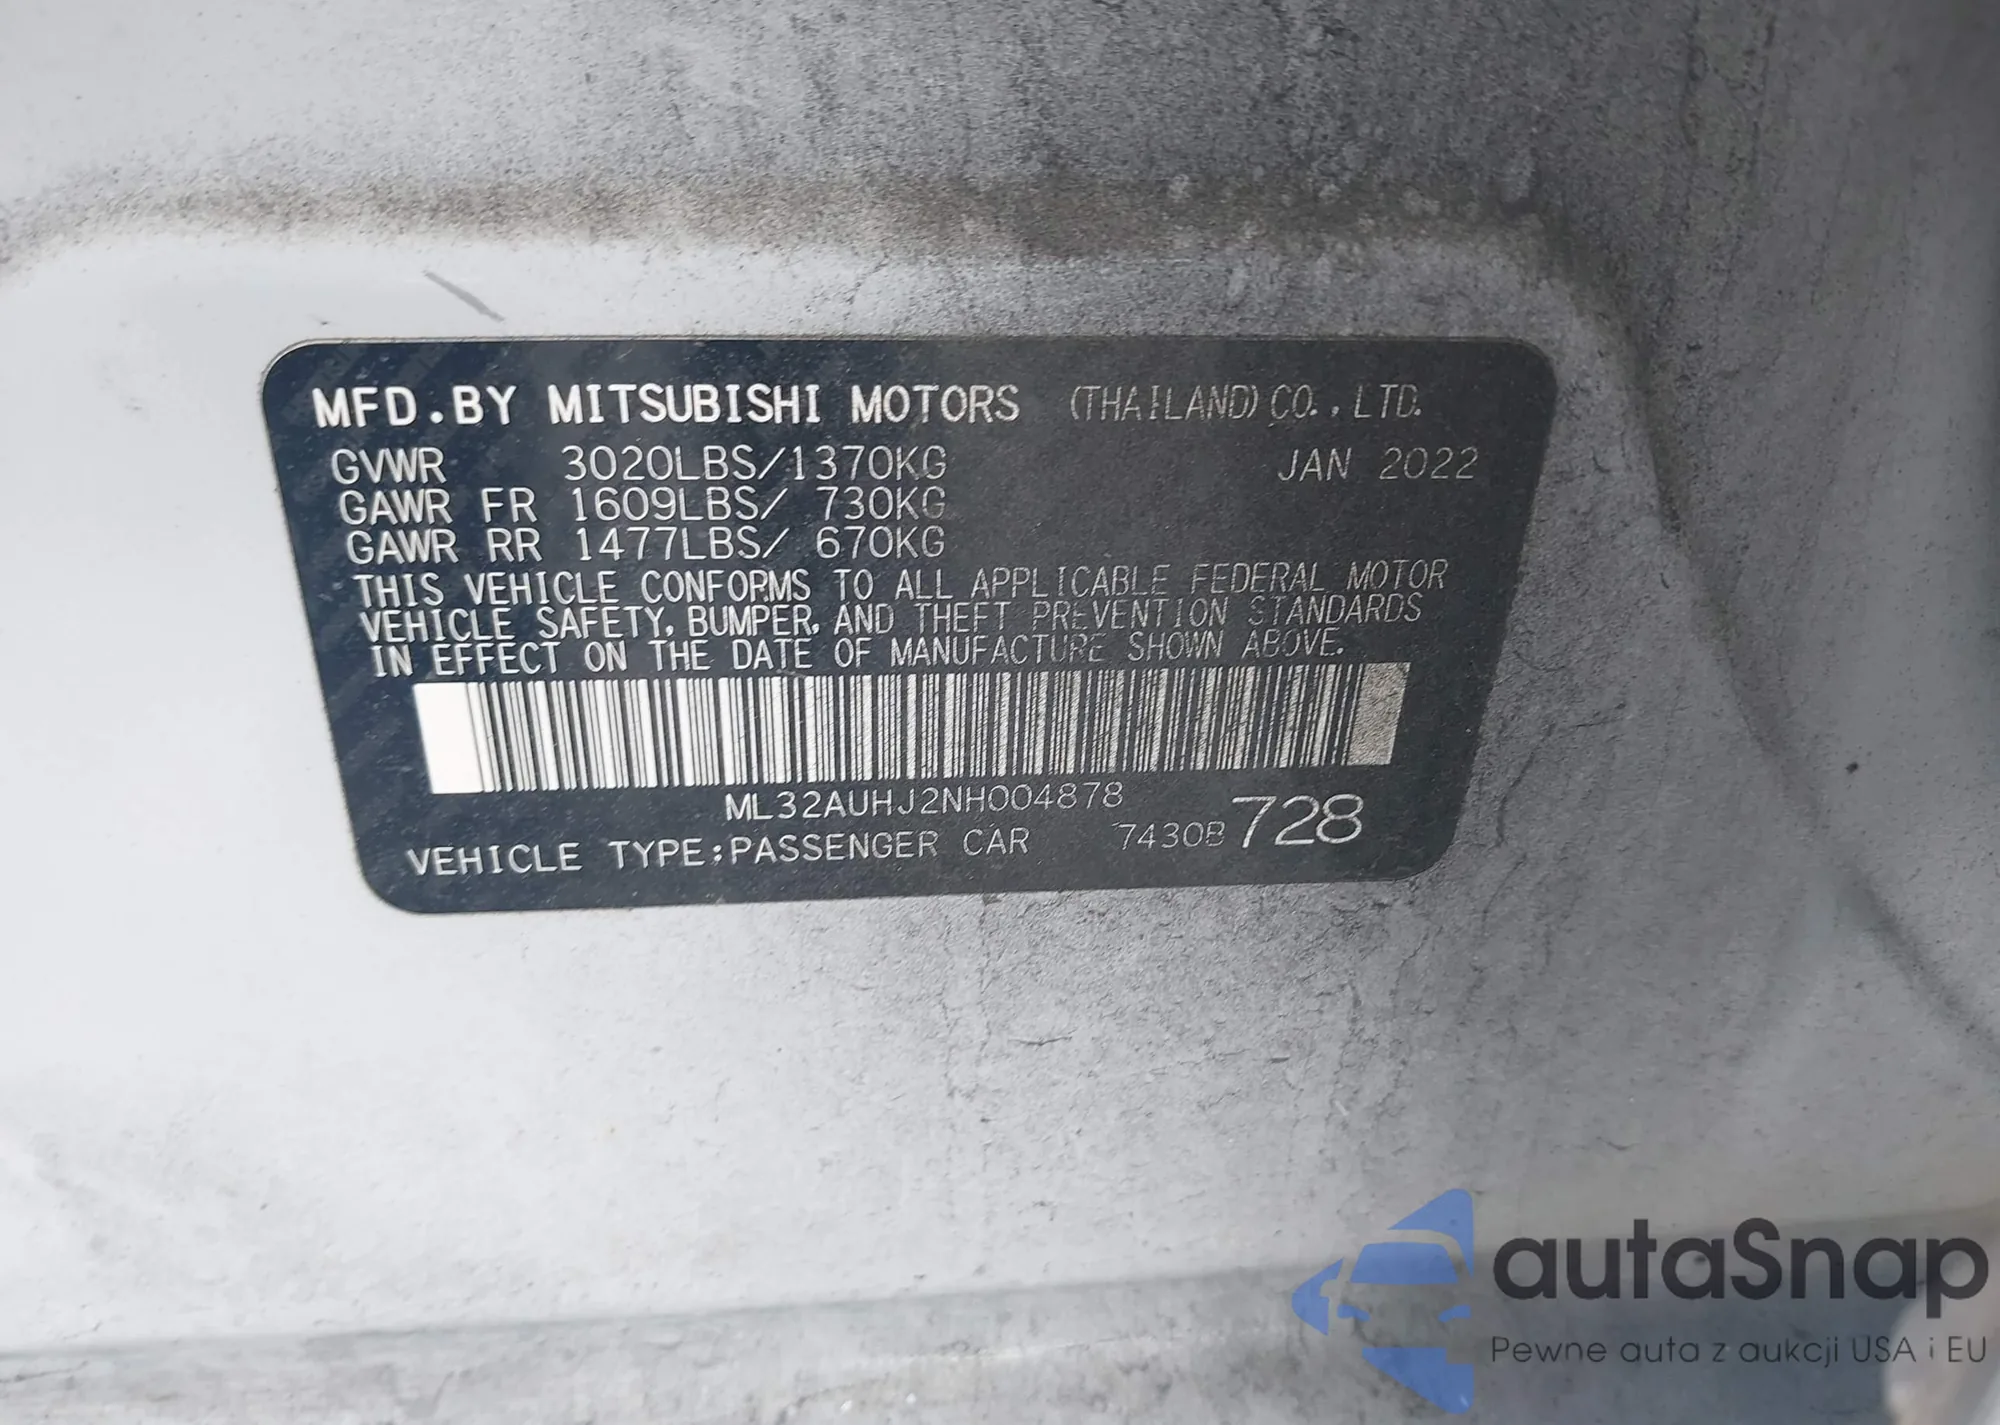 MFD.BY MITSUBISHI MOTORS (THAILAND) CO.,LTD.
GVWR 3020LBS/1370KG JAN 2022
GAWR FR 1609LBS/ 730KG
GAWR RR 1477LBS/ 670KG
THIS VEHICLE CONFORMS TO ALL APPLICABLE FEDERAL MOTOR
VEHICLE SAFETY, BUMPER, AND THEFT PREVENTION STANDARDS
IN EFFECT ON THE DATE OF MANUFACTURE SHOWN ABOVE.
ML32AUHJ2NH004878
VEHICLE TYPE:PASSENGER CAR 7430B 728
autaSnap
Pewne auta z aukcji USA i EU